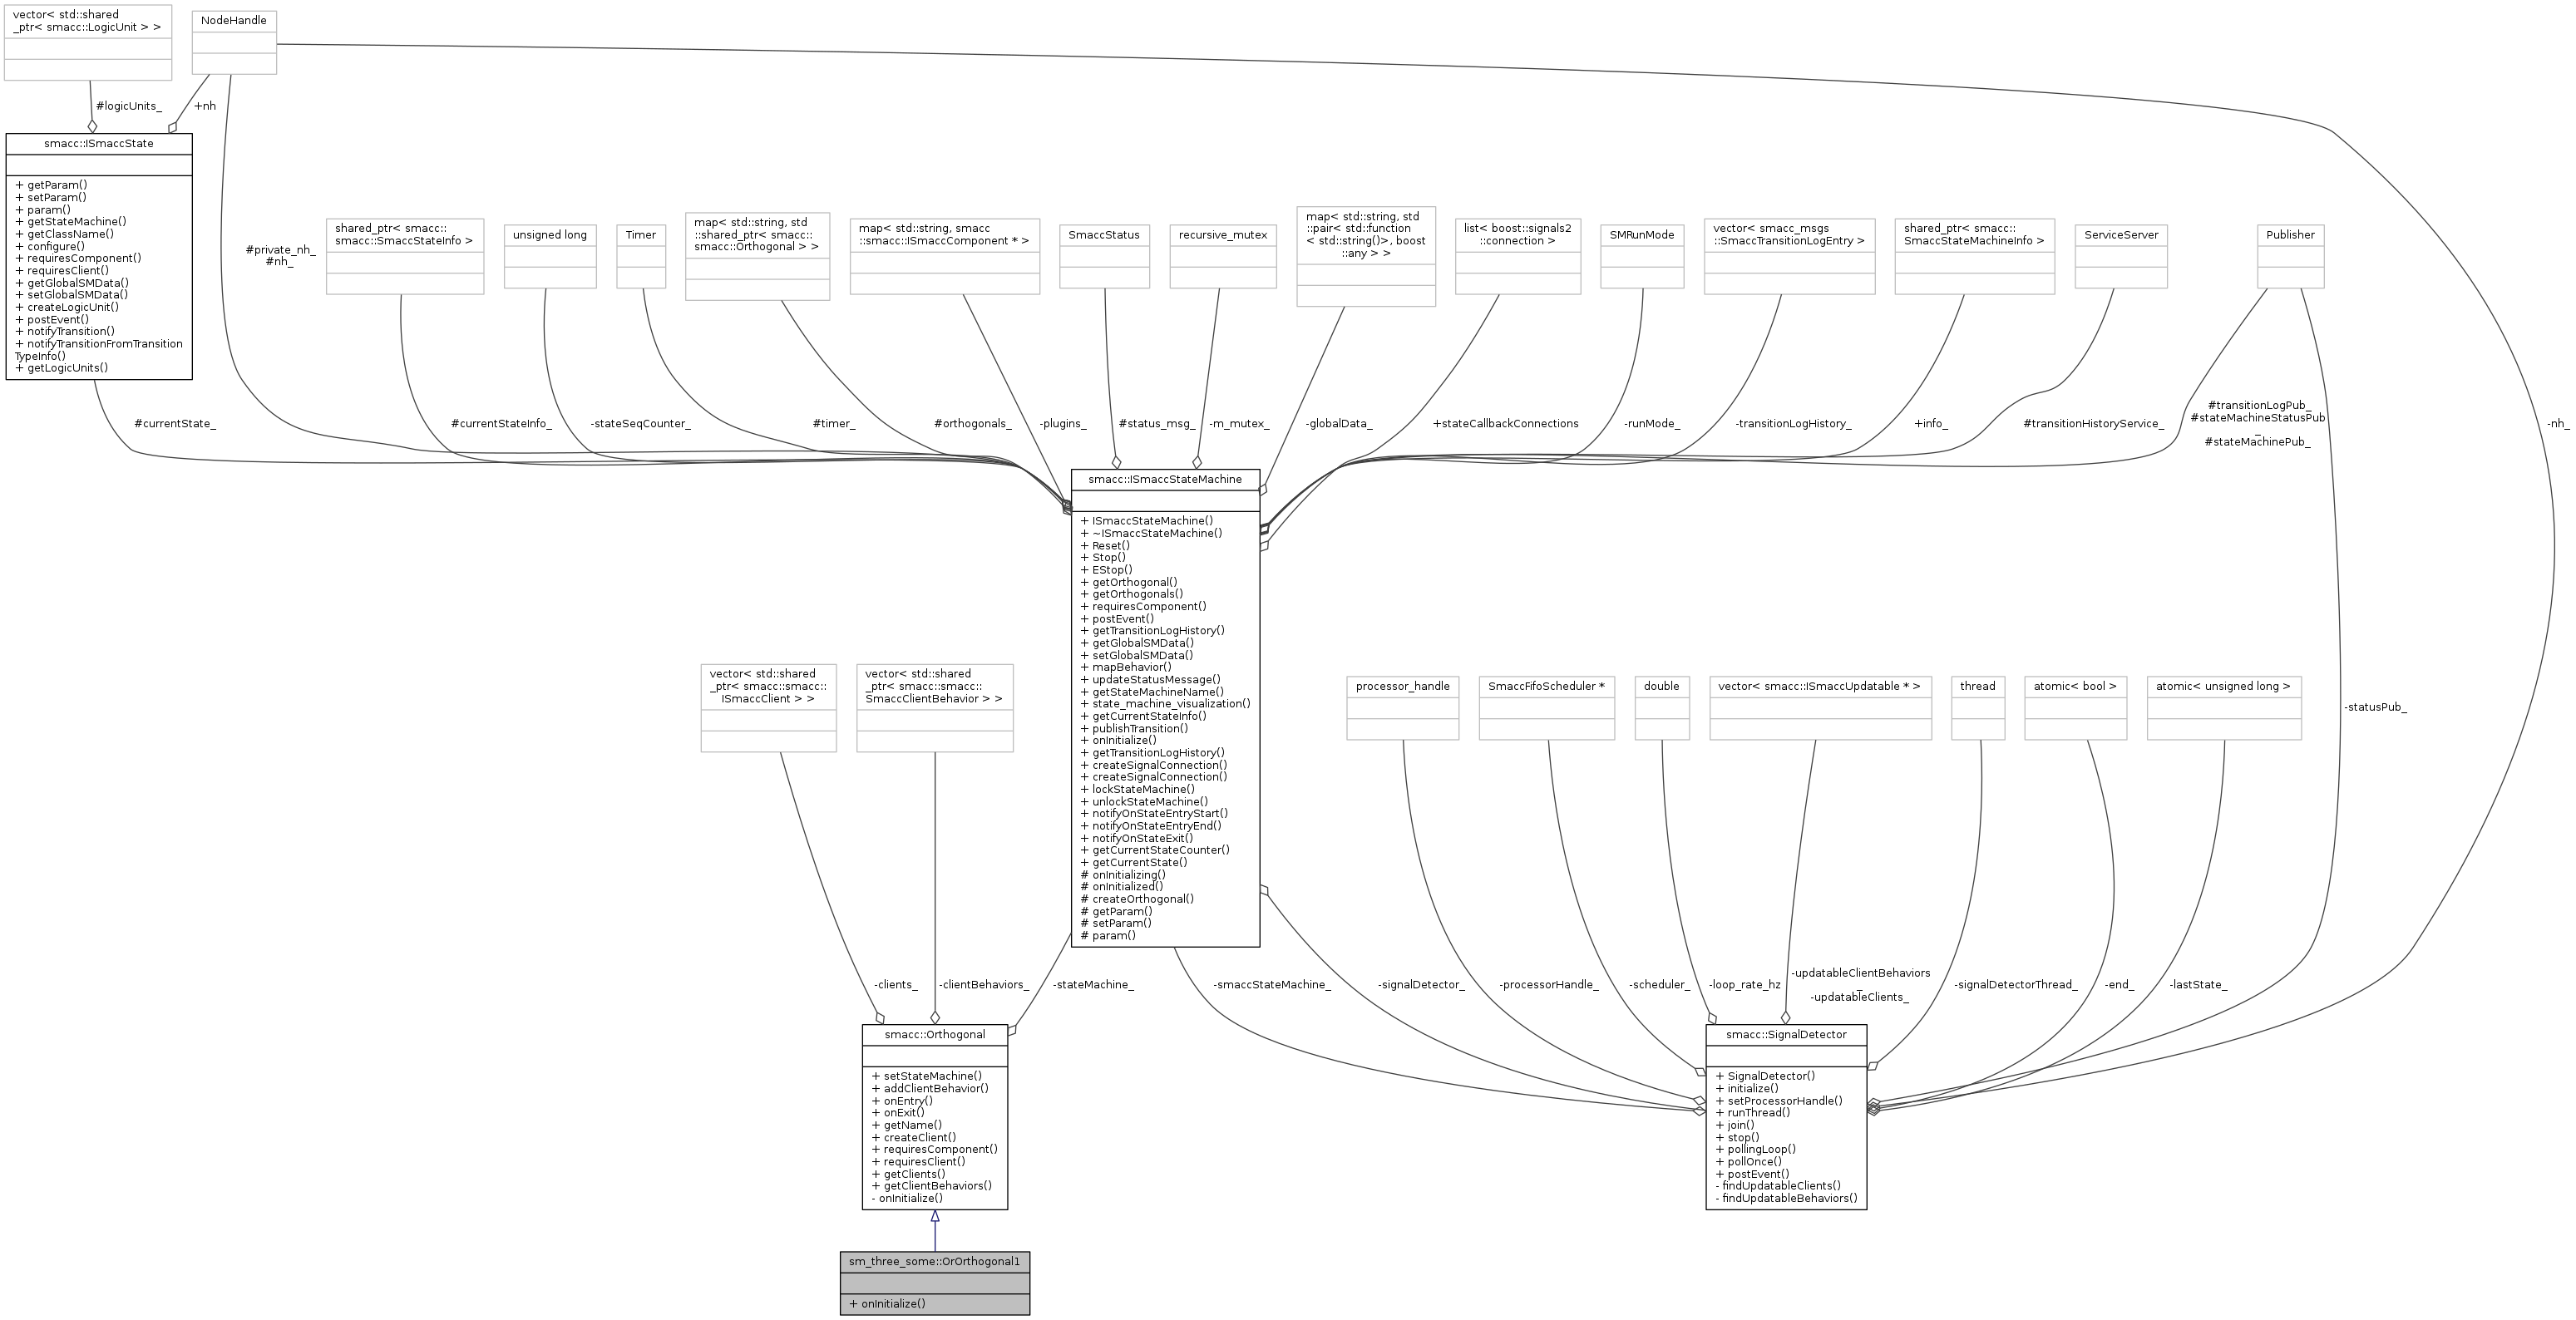 vector< std::shared
_ptr< smacc::LogicUnit > >
NodeHandle
#logicUnits_
+nh
smacc::ISmaccState
+ getParam()
+ setParam()
+ param()
+ getStateMachine()
+ getClassName()
+ configure()
+ requiresComponent()
+ requiresClient()
+ getGlobalSMData()
+ setGlobalSMData()
+ createLogicUnit()
+ postEvent()
+ notifyTransition()
+ notifyTransitionFromTransition
TypeInfo()
+ getLogicUnits()
#private_nh_
#nh_
shared_ptr< smacc::
smacc::SmaccStateInfo >
unsigned long
Timer
map< std::string, std
::shared_ptr< smacc::
smacc::Orthogonal > >
map< std::string, smacc
::smacc::ISmaccComponent * >
SmaccStatus
recursive_mutex
map< std::string, std
::pair< std::function
< std::string()>, boost
::any > >
list< boost::signals2
::connection >
SMRunMode
vector< smacc_msgs
::SmaccTransitionLogEntry >
shared_ptr< smacc::
SmaccStateMachineInfo >
ServiceServer
Publisher
#currentState_
#currentStateInfo_
-stateSeqCounter_
#timer_
#orthogonals_
-plugins_
#status_msg_
-m_mutex_
-globalData_
+stateCallbackConnections
-runMode_
-transitionLogHistory_
+info_
#transitionHistoryService_
#transitionLogPub_
#stateMachineStatusPub
_
#stateMachinePub_
-nh_
smacc::ISmaccStateMachine
+ ISmaccStateMachine()
+ ~ISmaccStateMachine()
+ Reset()
+ Stop()
+ EStop()
+ getOrthogonal()
+ getOrthogonals()
+ requiresComponent()
+ postEvent()
+ getTransitionLogHistory()
+ getGlobalSMData()
+ setGlobalSMData()
+ mapBehavior()
+ updateStatusMessage()
+ getStateMachineName()
+ state_machine_visualization()
+ getCurrentStateInfo()
+ publishTransition()
+ onInitialize()
+ getTransitionLogHistory()
+ createSignalConnection()
+ createSignalConnection()
+ lockStateMachine()
+ unlockStateMachine()
+ notifyOnStateEntryStart()
+ notifyOnStateEntryEnd()
+ notifyOnStateExit()
+ getCurrentStateCounter()
+ getCurrentState()
# onInitializing()
# onInitialized()
# createOrthogonal()
# getParam()
# setParam()
# param()
vector< std::shared
_ptr< smacc::smacc::
ISmaccClient > >
vector< std::shared
_ptr< smacc::smacc::
SmaccClientBehavior > >
processor_handle
SmaccFifoScheduler *
double
vector< smacc::ISmaccUpdatable * >
thread
atomic< bool >
atomic< unsigned long >
-statusPub_
-clients_
-clientBehaviors_
-stateMachine_
-smaccStateMachine_
-signalDetector_
-processorHandle_
-scheduler_
-loop_rate_hz
-updatableClientBehaviors
_
-updatableClients_
-signalDetectorThread_
-end_
-lastState_
smacc::Orthogonal
+ setStateMachine()
+ addClientBehavior()
+ onEntry()
+ onExit()
+ getName()
+ createClient()
+ requiresComponent()
+ requiresClient()
+ getClients()
+ getClientBehaviors()
- onInitialize()
smacc::SignalDetector
+ SignalDetector()
+ initialize()
+ setProcessorHandle()
+ runThread()
+ join()
+ stop()
+ pollingLoop()
+ pollOnce()
+ postEvent()
- findUpdatableClients()
- findUpdatableBehaviors()
sm_three_some::OrOrthogonal1
+ onInitialize()